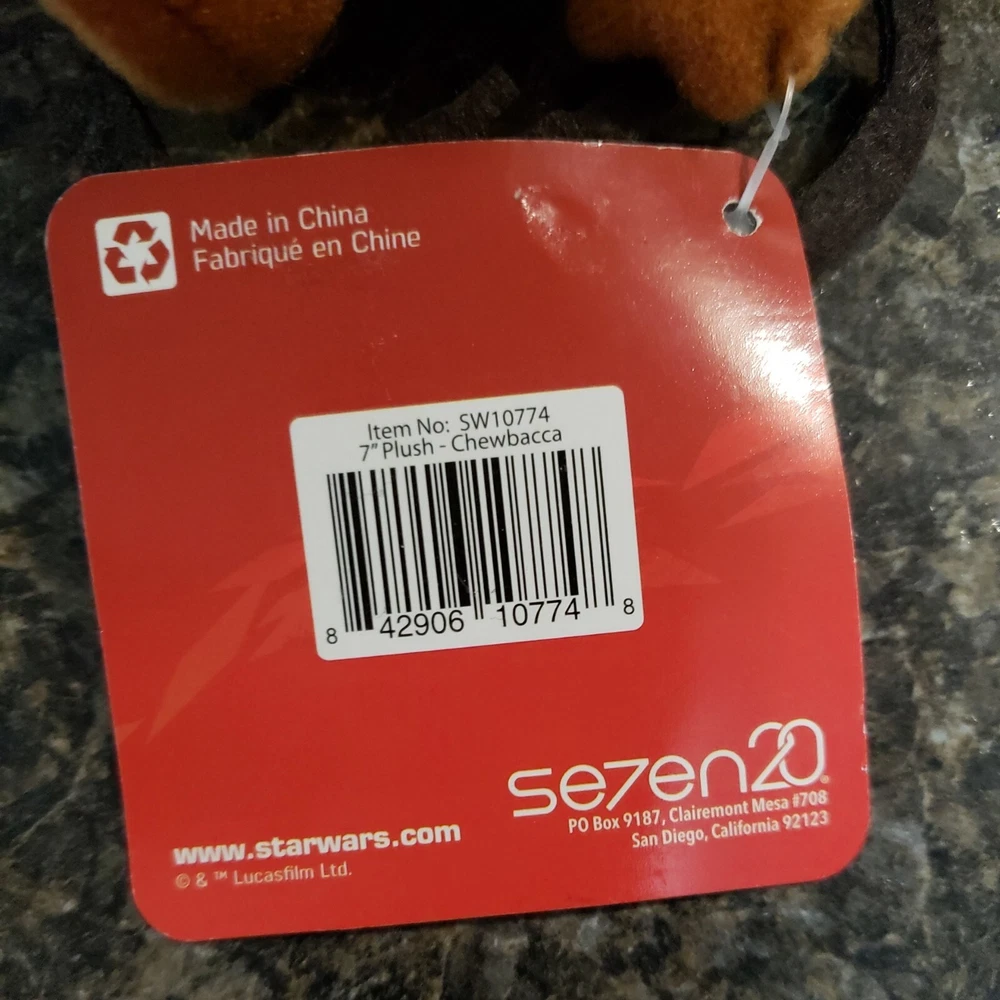 Made in China
Fabriqué en Chine
Item No: SW10774
7" Plush - Chewbacca
8 42906 10774 8
se7en20®
PO Box 9187, Clairemont Mesa #708
San Diego, California 92123
www.starwars.com
© & ™ Lucasfilm Ltd.